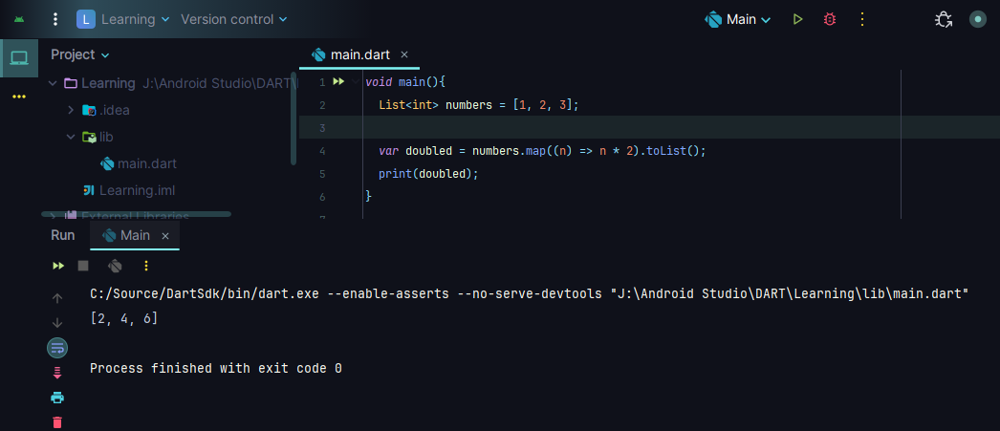 L Learning Version control Main
Project
main.dart
Learning J:\Android Studio\DART\
.idea
lib
main.dart
Learning.iml
External Libraries
1 void main(){
2 List<int> numbers = [1, 2, 3];
3
4 var doubled = numbers.map((n) => n * 2).toList();
5 print(doubled);
6 }
7
Run Main
C:/Source/DartSdk/bin/dart.exe --enable-asserts --no-serve-devtools "J:\Android Studio\DART\Learning\lib\main.dart"
[2, 4, 6]
Process finished with exit code 0